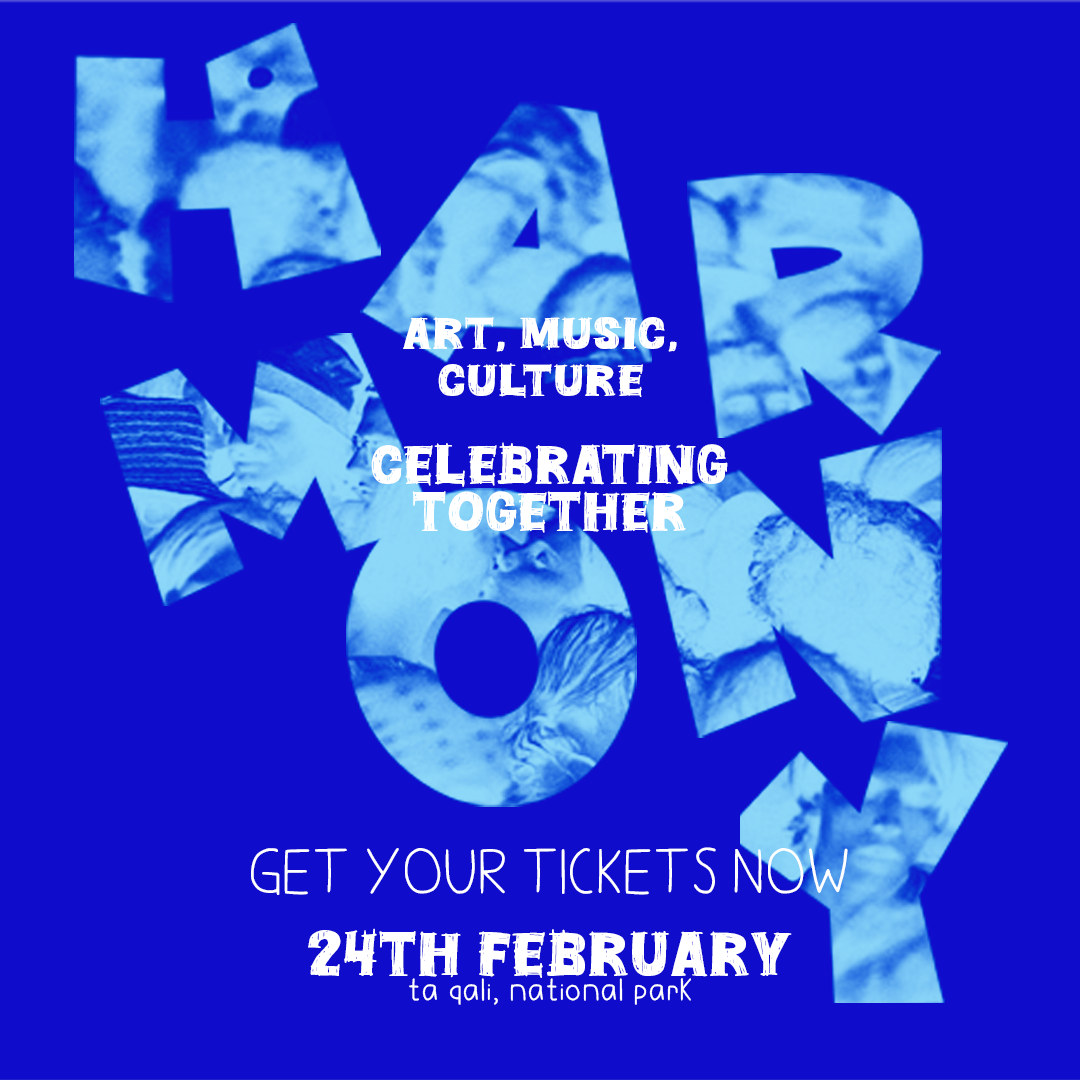 HARMONY
ART, MUSIC,
CULTURE
CELEBRATING
TOGETHER
GET YOUR TICKETS NOW
24TH FEBRUARY
ta qali, national park